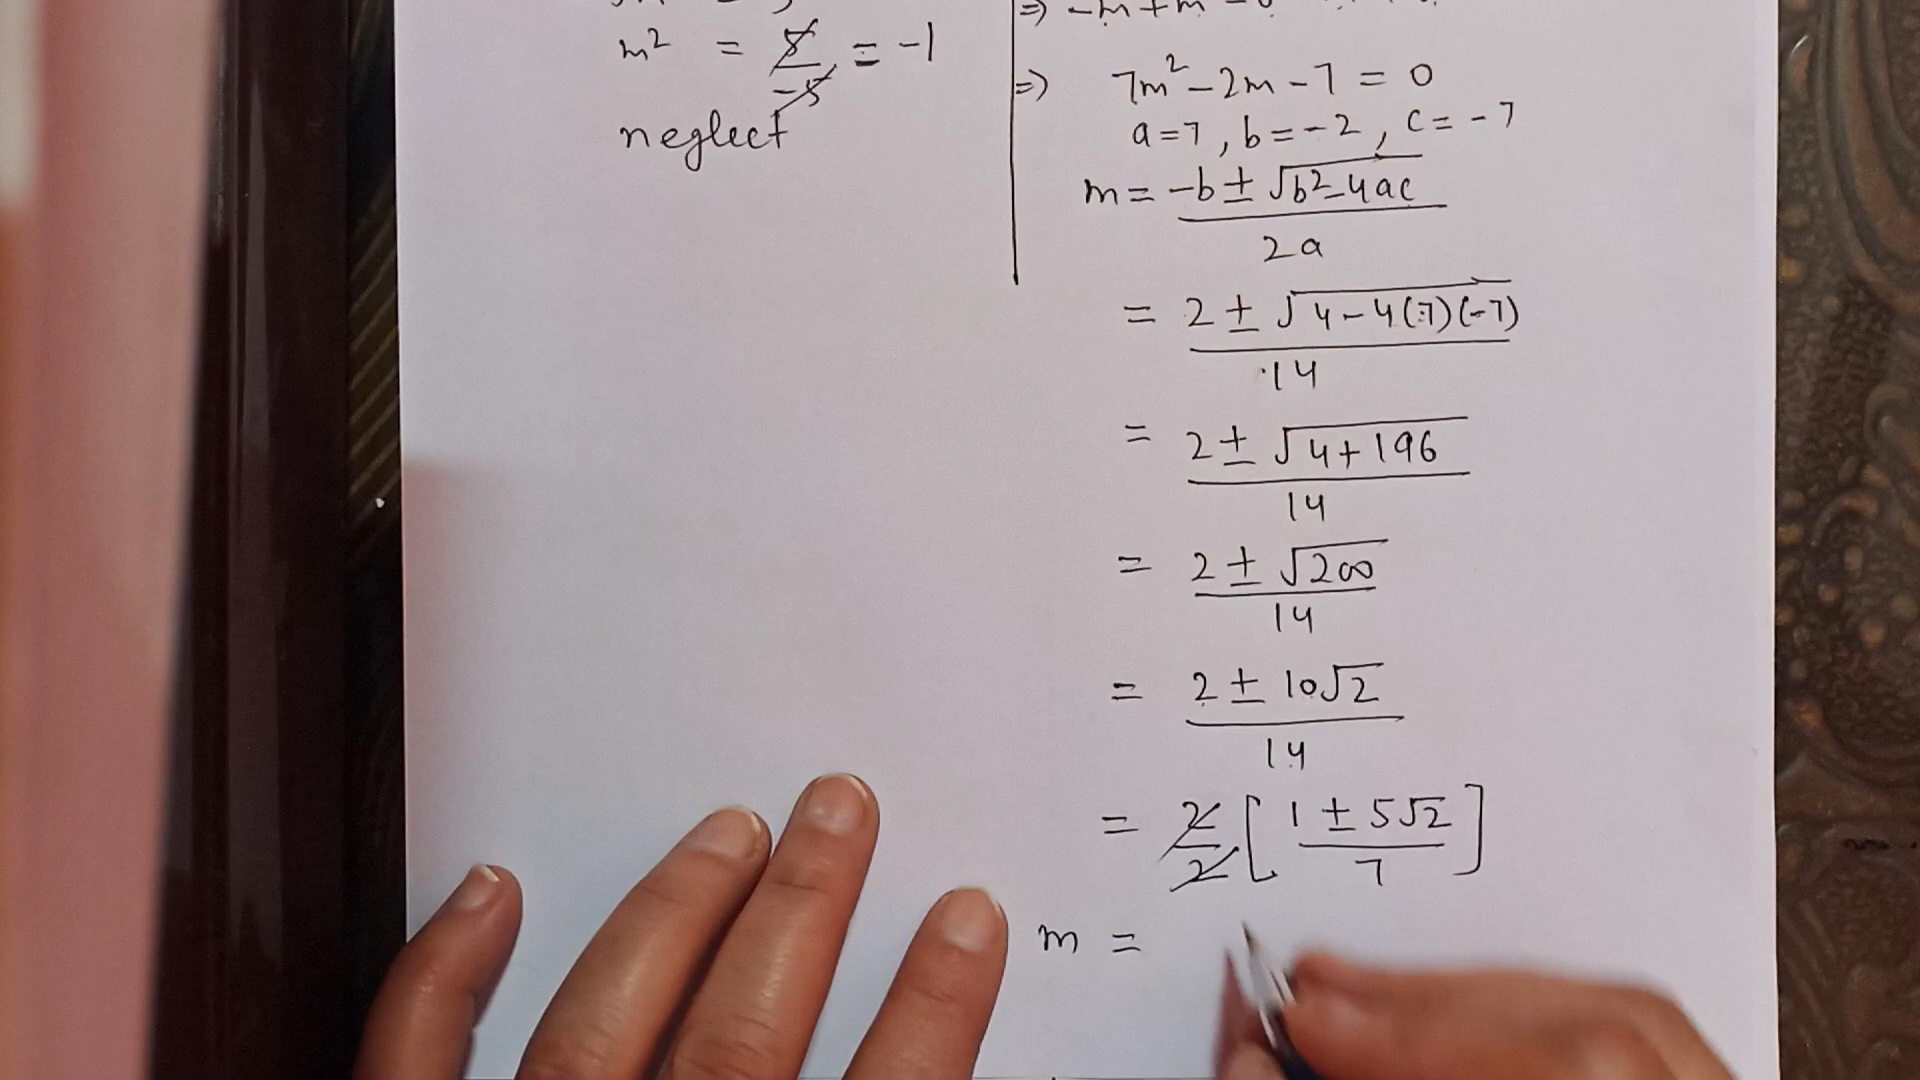 m² = 5/-5 = -1
neglect
⇒ 7m² - 2m - 7 = 0
a = 7, b = -2, c = -7
m = -b ± √b² - 4ac / 2a
= 2 ± √4 - 4(7)(-7) / 14
= 2 ± √4 + 196 / 14
= 2 ± √200 / 14
= 2 ± 10√2 / 14
= 2/2 [1 ± 5√2 / 7]
m =